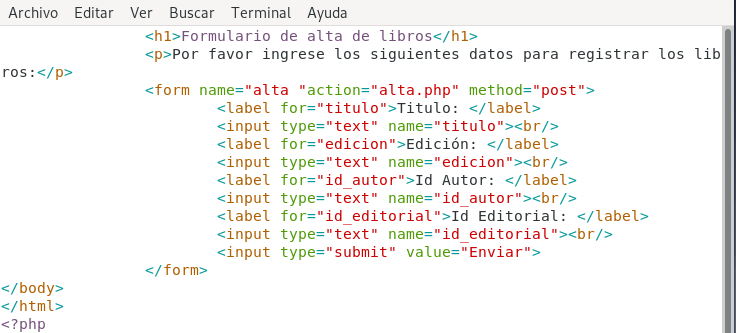 Archivo Editar Ver Buscar Terminal Ayuda
<h1>Formulario de alta de libros</h1>
<p>Por favor ingrese los siguientes datos para registrar los lib
ros:</p>
<form name="alta "action="alta.php" method="post">
<label for="titulo">Titulo: </label>
<input type="text" name="titulo"><br/>
<label for="edicion">Edición: </label>
<input type="text" name="edicion"><br/>
<label for="id_autor">Id Autor: </label>
<input type="text" name="id_autor"><br/>
<label for="id_editorial">Id Editorial: </label>
<input type="text" name="id_editorial"><br/>
<input type="submit" value="Enviar">
</form>
</body>
</html>
<?php